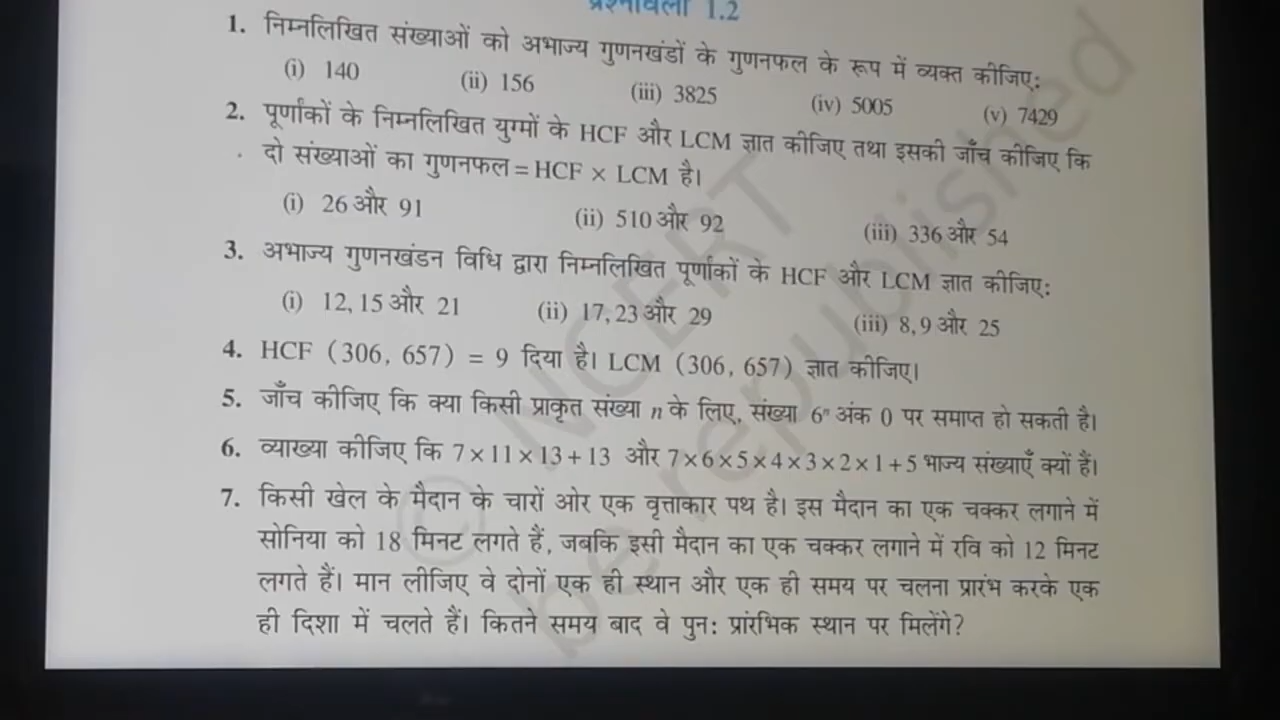 प्रश्नावली 1.2
1. निम्नलिखित संख्याओं को अभाज्य गुणनखंडों के गुणनफल के रूप में व्यक्त कीजिए:
(i) 140 (ii) 156 (iii) 3825 (iv) 5005 (v) 7429
2. पूर्णांकों के निम्नलिखित युग्मों के HCF और LCM ज्ञात कीजिए तथा इसकी जाँच कीजिए कि
दो संख्याओं का गुणनफल = HCF × LCM है।
(i) 26 और 91 (ii) 510 और 92 (iii) 336 और 54
3. अभाज्य गुणनखंडन विधि द्वारा निम्नलिखित पूर्णांकों के HCF और LCM ज्ञात कीजिए:
(i) 12, 15 और 21 (ii) 17, 23 और 29 (iii) 8, 9 और 25
4. HCF (306, 657) = 9 दिया है। LCM (306, 657) ज्ञात कीजिए।
5. जाँच कीजिए कि क्या किसी प्राकृत संख्या n के लिए, संख्या 6ⁿ अंक 0 पर समाप्त हो सकती है।
6. व्याख्या कीजिए कि 7 × 11 × 13 + 13 और 7 × 6 × 5 × 4 × 3 × 2 × 1 + 5 भाज्य संख्याएँ क्यों हैं।
7. किसी खेल के मैदान के चारों ओर एक वृत्ताकार पथ है। इस मैदान का एक चक्कर लगाने में
सोनिया को 18 मिनट लगते हैं, जबकि इसी मैदान का एक चक्कर लगाने में रवि को 12 मिनट
लगते हैं। मान लीजिए वे दोनों एक ही स्थान और एक ही समय पर चलना प्रारंभ करके एक
ही दिशा में चलते हैं। कितने समय बाद वे पुन: प्रारंभिक स्थान पर मिलेंगे?
© NCERT
be republished